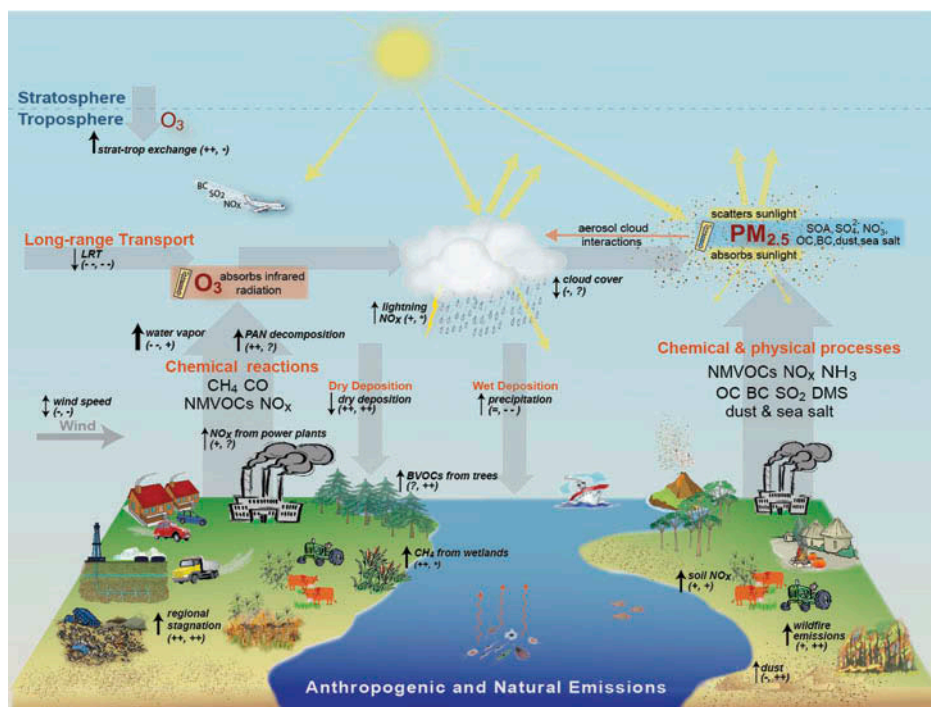 Stratosphere
Troposphere
O3
strat-trop exchange (++, -)
BC
SO2
NOx
Long-range Transport
LRT
(- -, - -)
O3 absorbs infrared
radiation
aerosol cloud
interactions
scatters sunlight
PM2.5
absorbs sunlight
SOA, SO4 2-, NO3,
OC, BC, dust, sea salt
cloud cover
(-, ?)
lightning
NOx (+, *)
water vapor
(- -, +)
PAN decomposition
(++, ?)
Chemical reactions
CH4 CO
NMVOCs NOx
Dry Deposition
dry deposition
(++, ++)
Wet Deposition
precipitation
(=, - -)
Chemical & physical processes
NMVOCs NOx NH3
OC BC SO2 DMS
dust & sea salt
wind speed
(-, -)
Wind
NOx from power plants
(+, ?)
BVOCs from trees
(?, ++)
CH4 from wetlands
(++, *)
soil NOx
(+, +)
regional
stagnation
(++, ++)
wildfire
emissions
(+, ++)
dust
(-, ++)
Anthropogenic and Natural Emissions